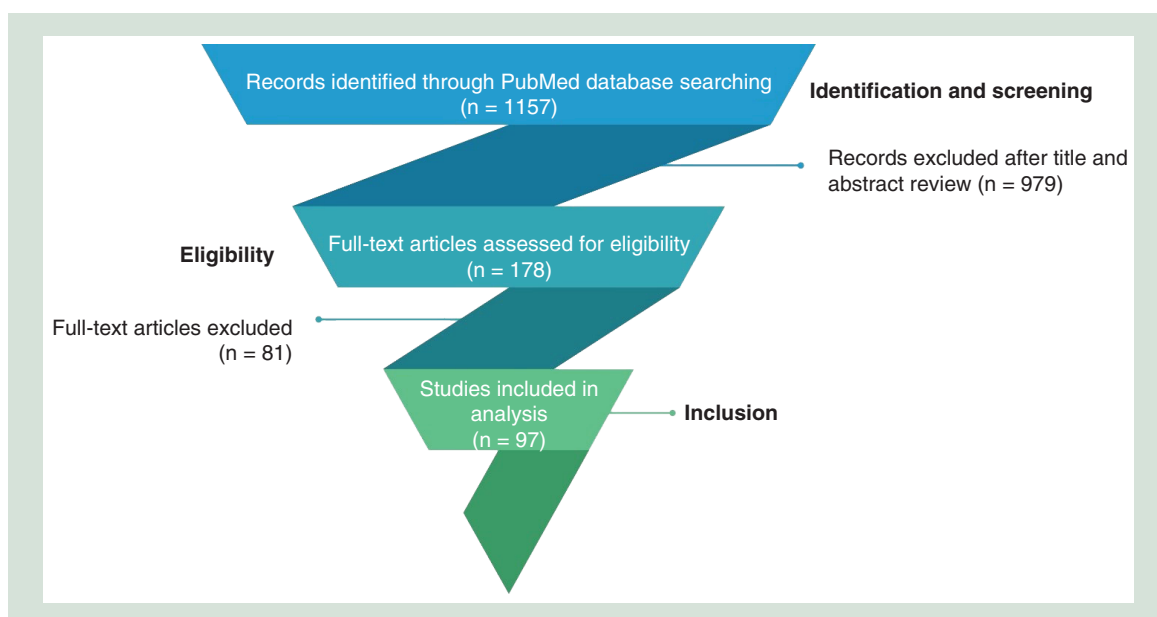 Records identified through PubMed database searching
(n = 1157)
Identification and screening
Records excluded after title and
abstract review (n = 979)
Eligibility
Full-text articles assessed for eligibility
(n = 178)
Full-text articles excluded
(n = 81)
Studies included in
analysis
(n = 97)
Inclusion